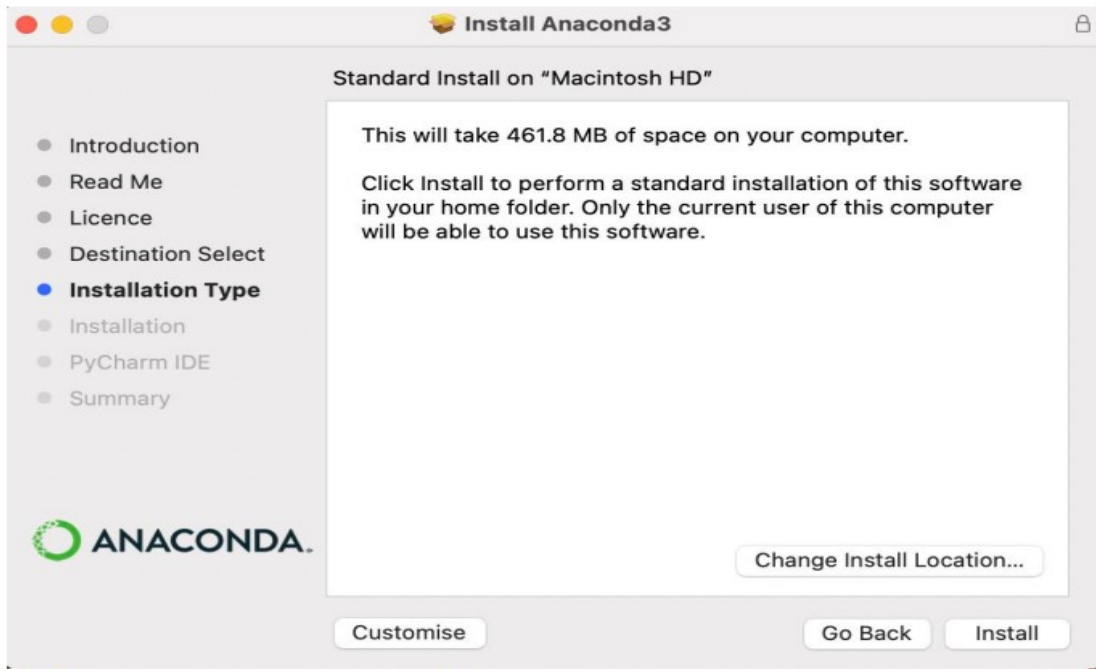 Install Anaconda3
Standard Install on “Macintosh HD”
Introduction
Read Me
Licence
Destination Select
Installation Type
Installation
PyCharm IDE
Summary
This will take 461.8 MB of space on your computer.
Click Install to perform a standard installation of this software
in your home folder. Only the current user of this computer
will be able to use this software.
ANACONDA.
Change Install Location...
Customise
Go Back
Install